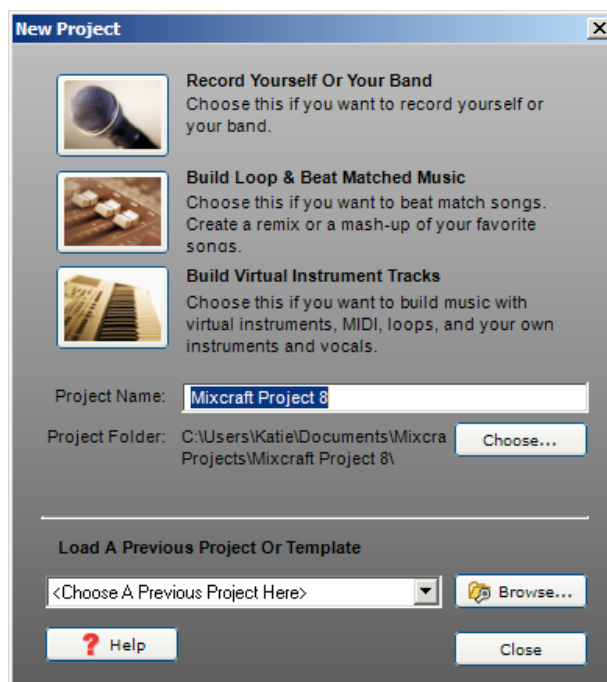 New Project
Record Yourself Or Your Band
Choose this if you want to record yourself or
your band.
Build Loop & Beat Matched Music
Choose this if you want to beat match songs.
Create a remix or a mash-up of your favorite
songs.
Build Virtual Instrument Tracks
Choose this if you want to build music with
virtual instruments, MIDI, loops, and your own
instruments and vocals.
Project Name: Mixcraft Project 8
Project Folder: C:\Users\Katie\Documents\Mixcra
Projects\Mixcraft Project 8\
Choose...
Load A Previous Project Or Template
<Choose A Previous Project Here>
Browse...
? Help
Close